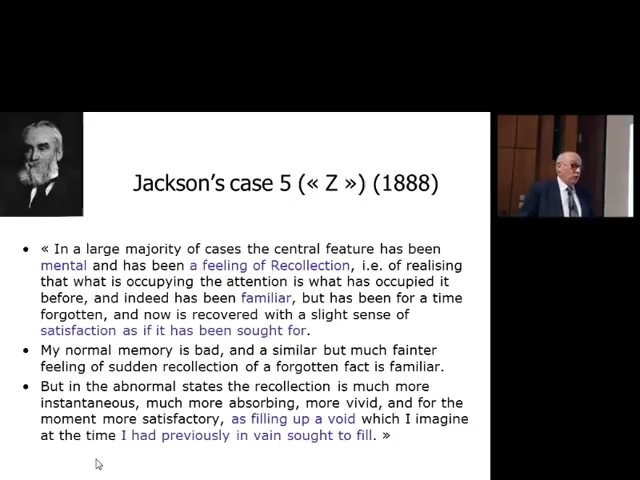 Jackson's case 5 (« Z ») (1888)
• « In a large majority of cases the central feature has been
mental and has been a feeling of Recollection, i.e. of realising
that what is occupying the attention is what has occupied it
before, and indeed has been familiar, but has been for a time
forgotten, and now is recovered with a slight sense of
satisfaction as if it has been sought for.
• My normal memory is bad, and a similar but much fainter
feeling of sudden recollection of a forgotten fact is familiar.
• But in the abnormal states the recollection is much more
instantaneous, much more absorbing, more vivid, and for the
moment more satisfactory, as filling up a void which I imagine
at the time I had previously in vain sought to fill. »